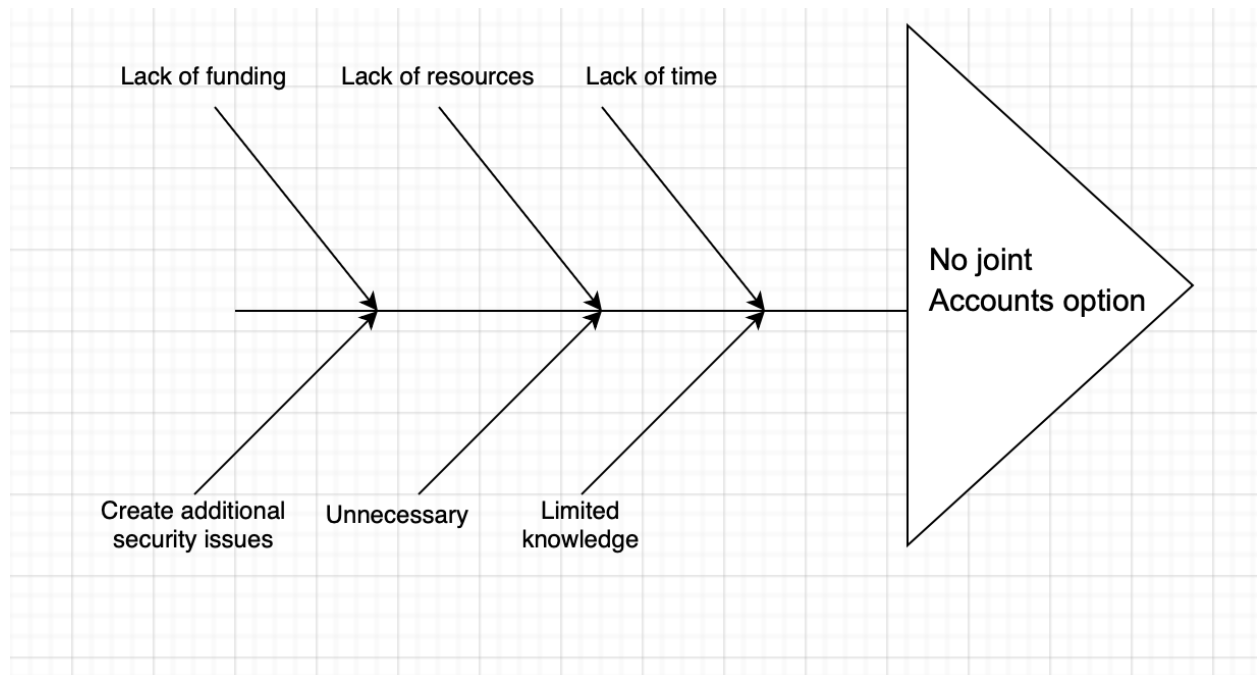 Lack of funding
Lack of resources
Lack of time
No joint
Accounts option
Create additional
security issues
Unnecessary
Limited
knowledge